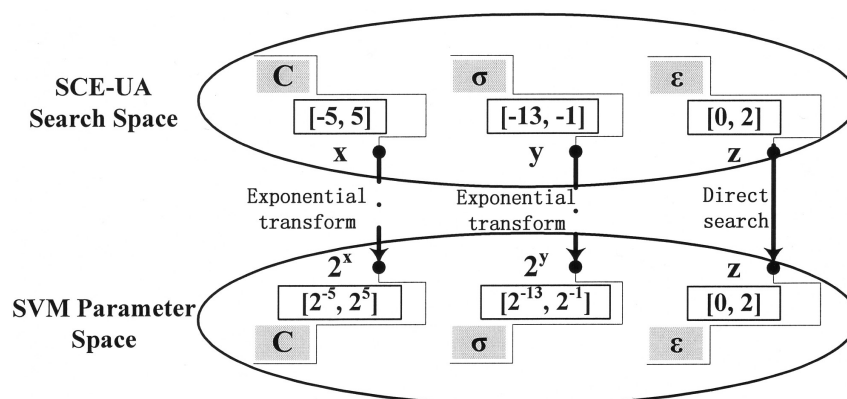 SCE-UA
Search Space
C
σ
ε
[-5, 5]
[-13, -1]
[0, 2]
x
y
z
Exponential
transform
Exponential
transform
Direct
search
2^x
2^y
z
SVM Parameter
Space
[2^-5, 2^5]
[2^-13, 2^-1]
[0, 2]
C
σ
ε